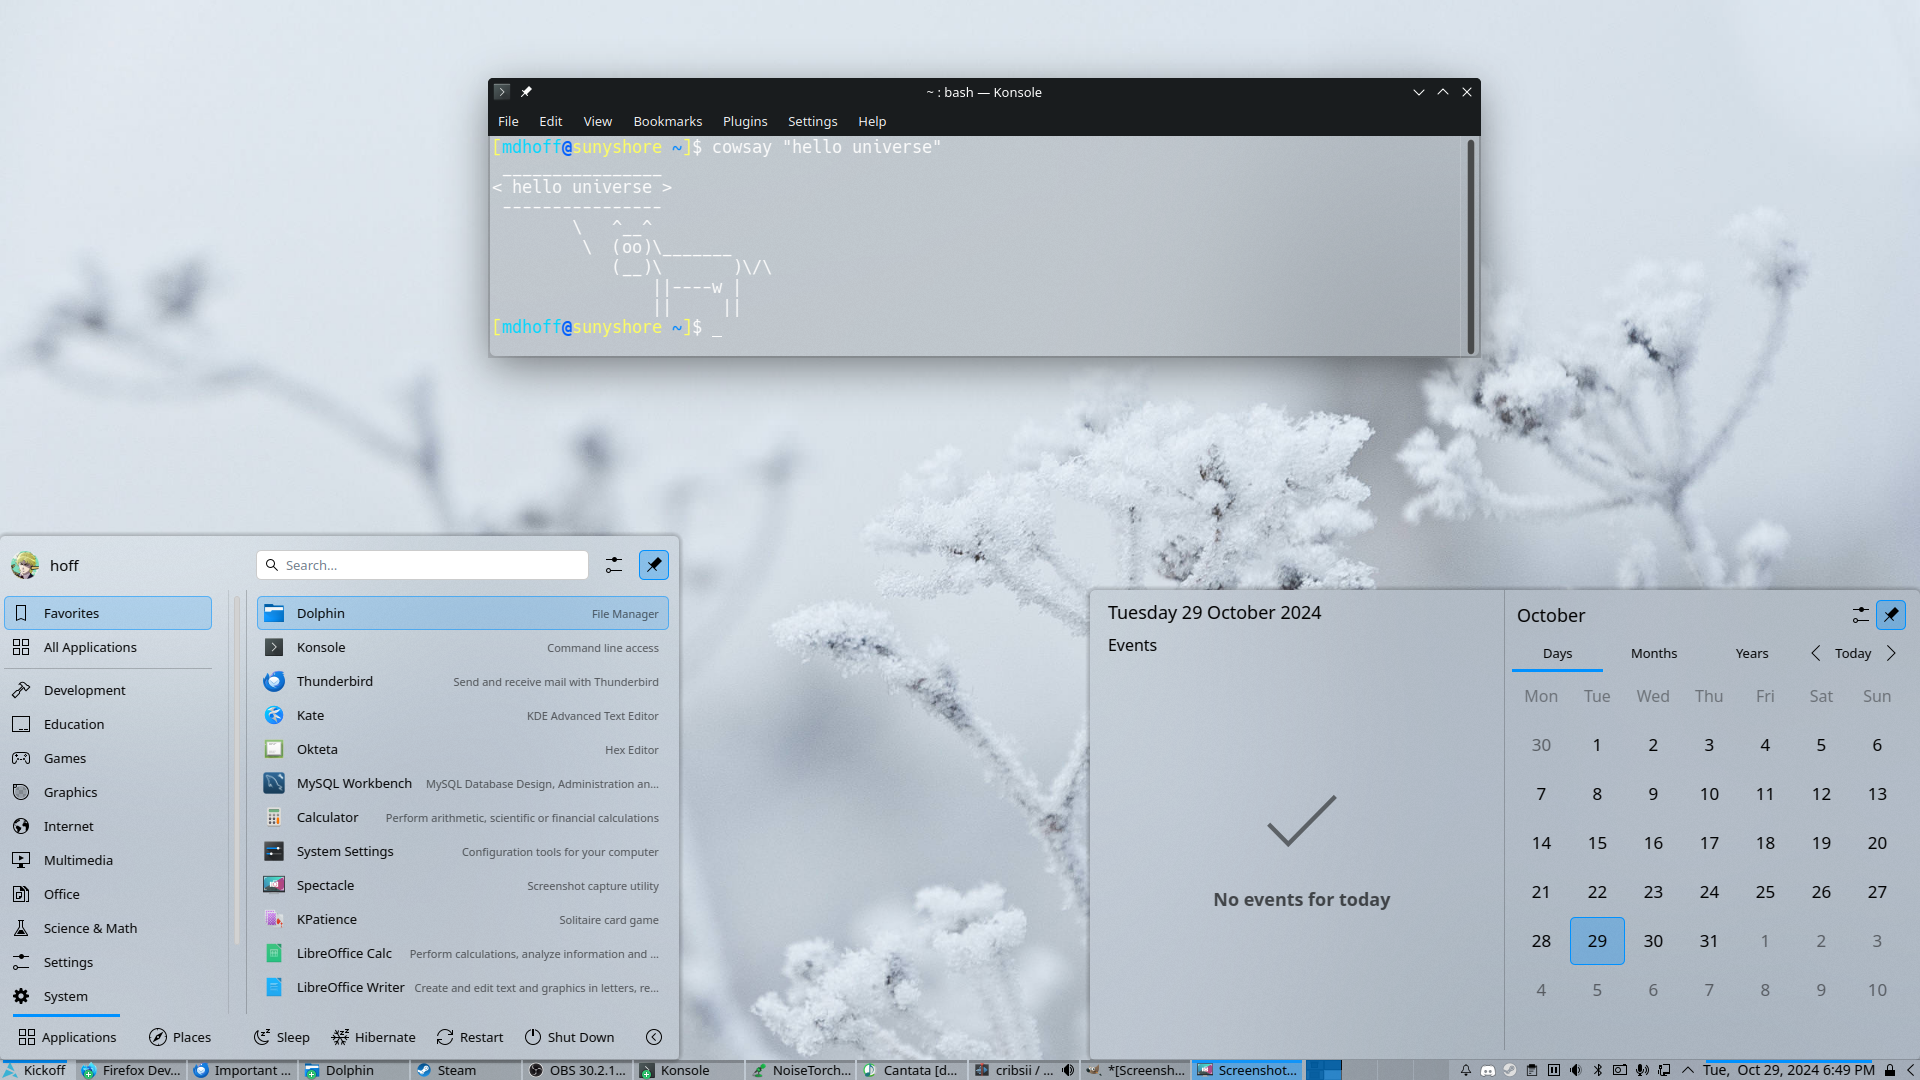 ~ : bash — Konsole
File Edit View Bookmarks Plugins Settings Help
[mdhoff@sunyshore ~]$ cowsay "hello universe"
 ________________
< hello universe >
 ----------------
        \   ^__^
         \  (oo)\_______
            (__)\       )\/\
                ||----w |
                ||     ||
[mdhoff@sunyshore ~]$ _
hoff
Search...
Favorites
All Applications
Development
Education
Games
Graphics
Internet
Multimedia
Office
Science & Math
Settings
System
Dolphin File Manager
Konsole Command line access
Thunderbird Send and receive mail with Thunderbird
Kate KDE Advanced Text Editor
Okteta Hex Editor
MySQL Workbench MySQL Database Design, Administration an...
Calculator Perform arithmetic, scientific or financial calculations
System Settings Configuration tools for your computer
Spectacle Screenshot capture utility
KPatience Solitaire card game
LibreOffice Calc Perform calculations, analyze information and ...
LibreOffice Writer Create and edit text and graphics in letters, re...
Applications Places Sleep Hibernate Restart Shut Down
Tuesday 29 October 2024
Events
No events for today
October
Days Months Years Today
Mon Tue Wed Thu Fri Sat Sun
30 1 2 3 4 5 6
7 8 9 10 11 12 13
14 15 16 17 18 19 20
21 22 23 24 25 26 27
28 29 30 31 1 2 3
4 5 6 7 8 9 10
Kickoff Firefox Dev... Important ... Dolphin Steam OBS 30.2.1... Konsole NoiseTorch... Cantata [d... cribsii / ... *[Screensh... Screenshot... Tue, Oct 29, 2024 6:49 PM